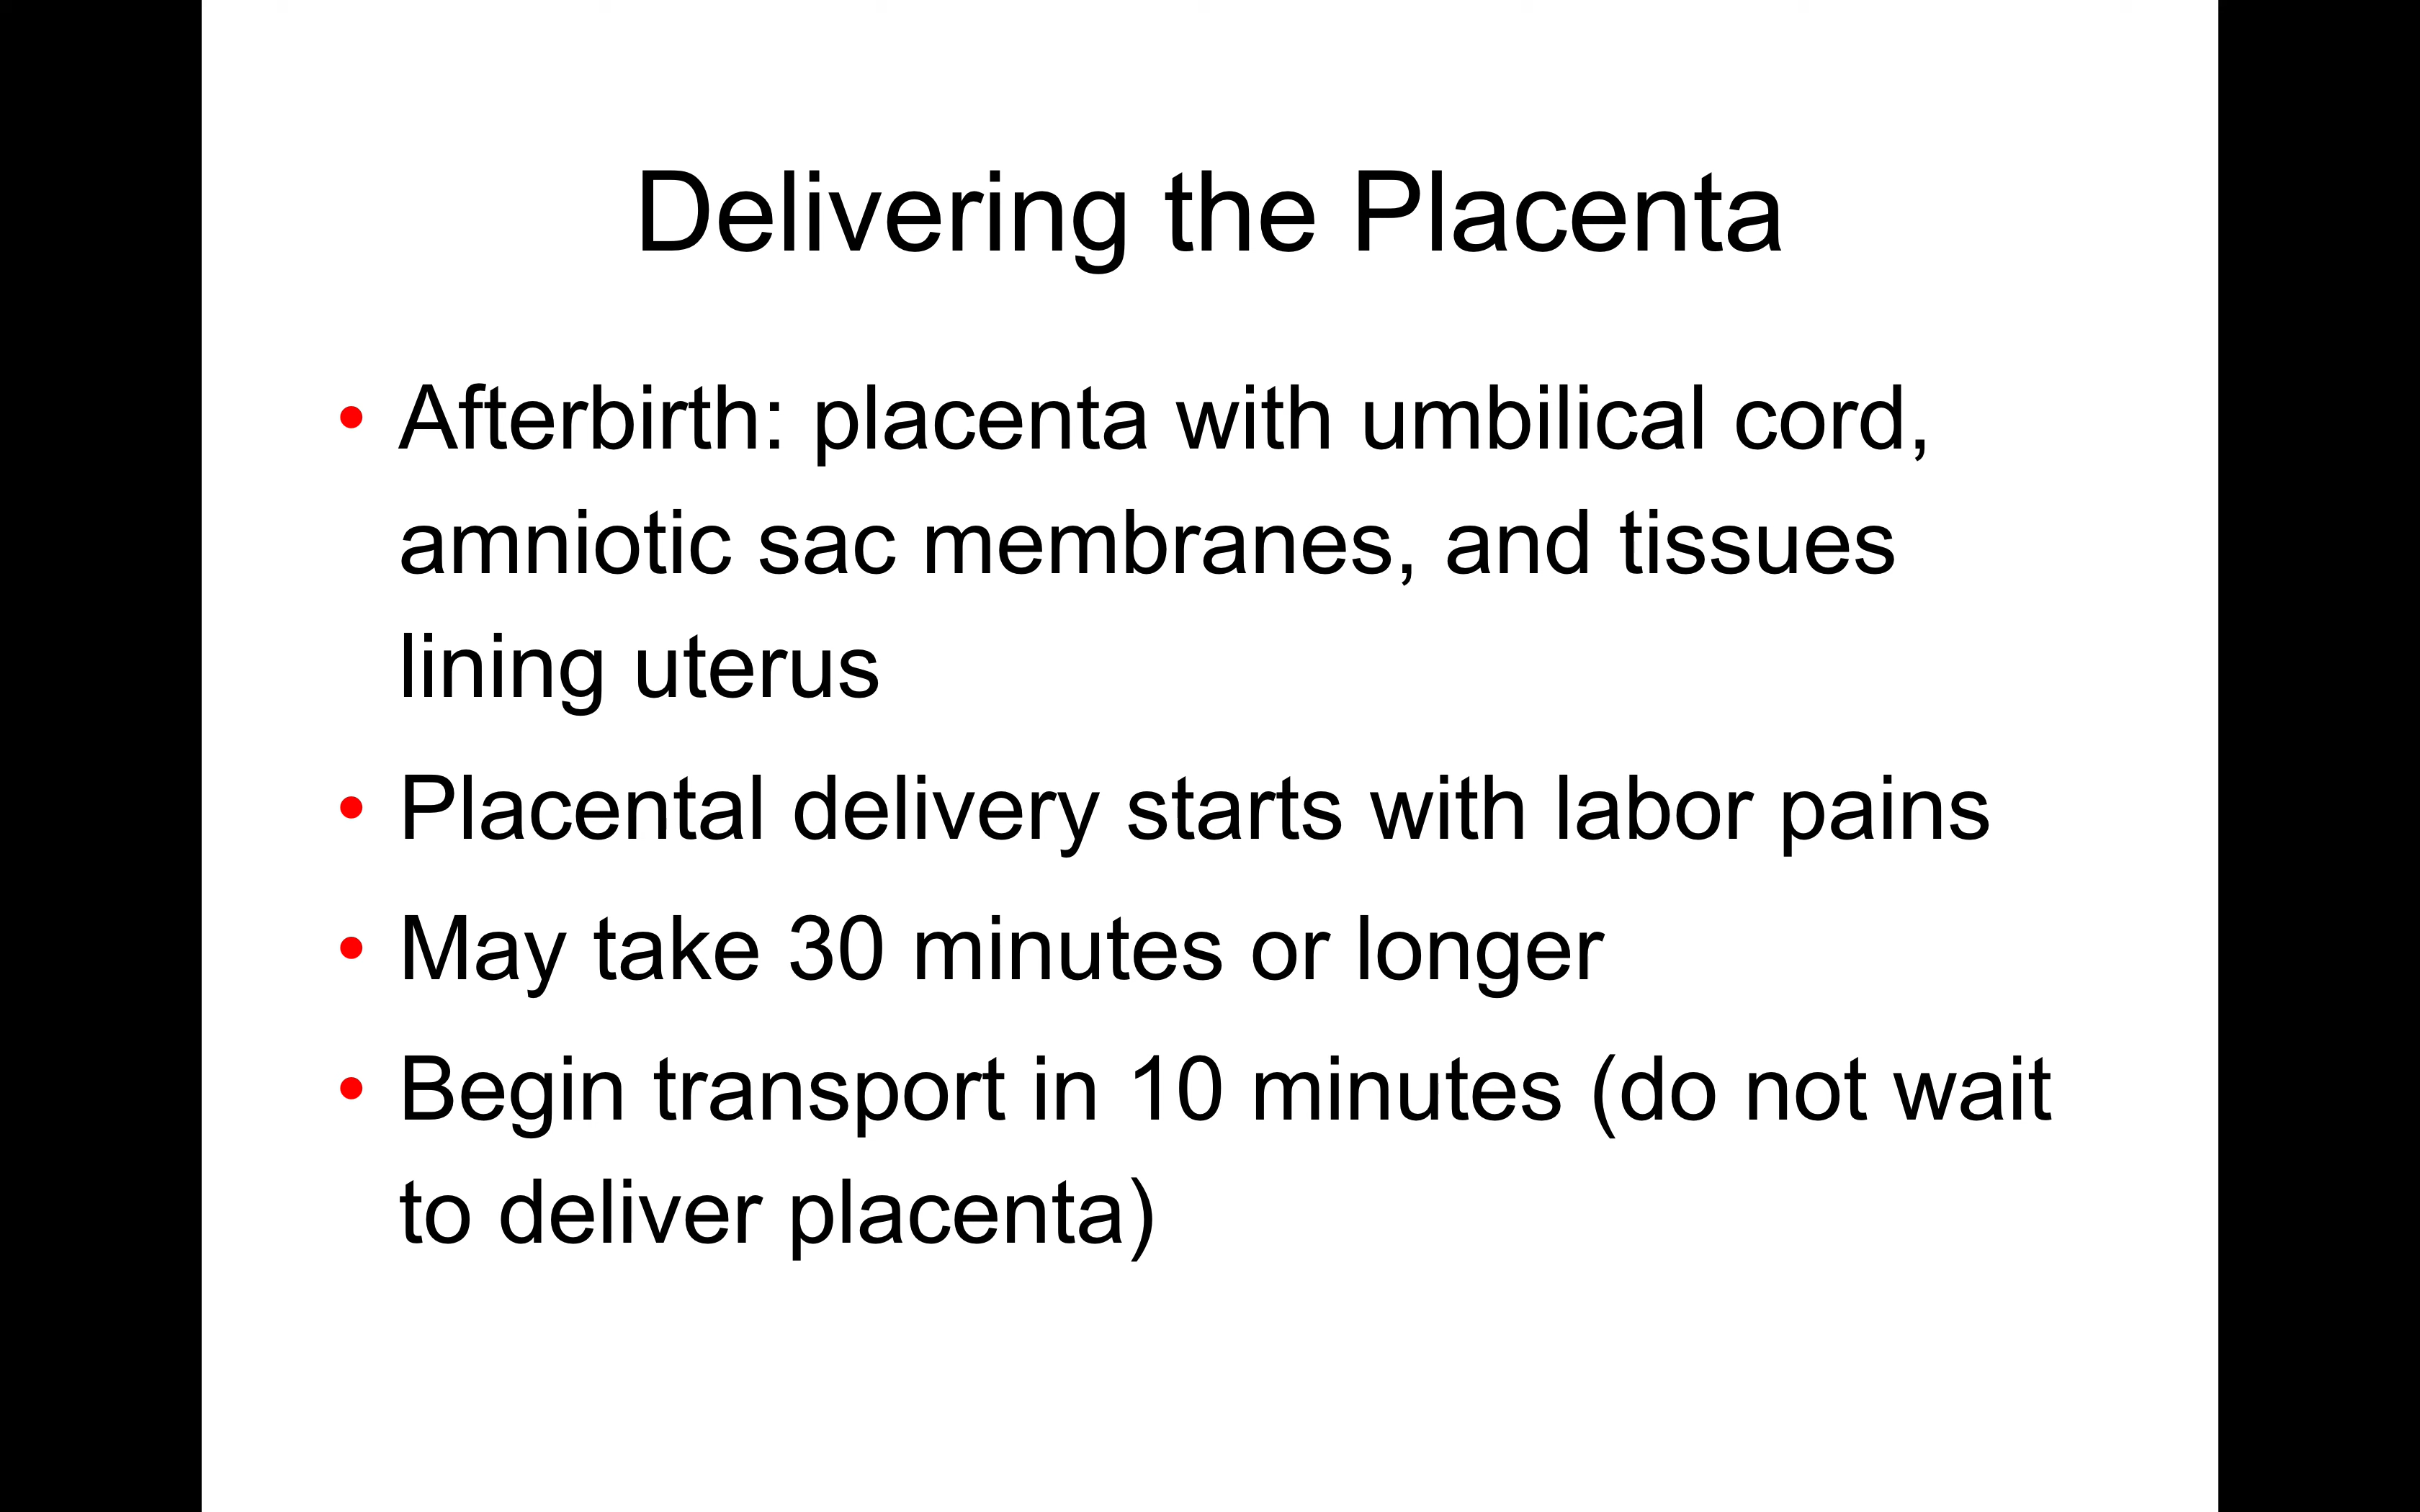 Delivering the Placenta
• Afterbirth: placenta with umbilical cord,
amniotic sac membranes, and tissues
lining uterus
• Placental delivery starts with labor pains
• May take 30 minutes or longer
• Begin transport in 10 minutes (do not wait
to deliver placenta)